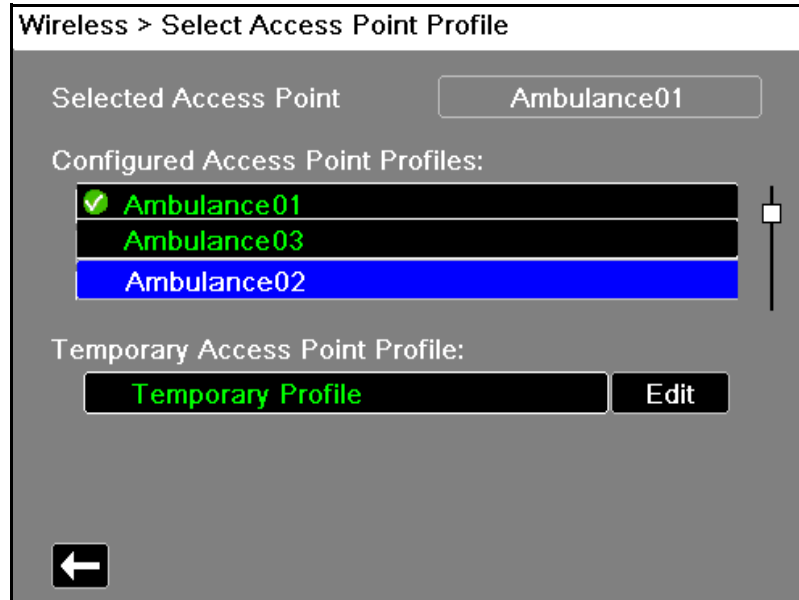 Wireless > Select Access Point Profile
Selected Access Point Ambulance01
Configured Access Point Profiles:
Ambulance01
Ambulance03
Ambulance02
Temporary Access Point Profile:
Temporary Profile Edit